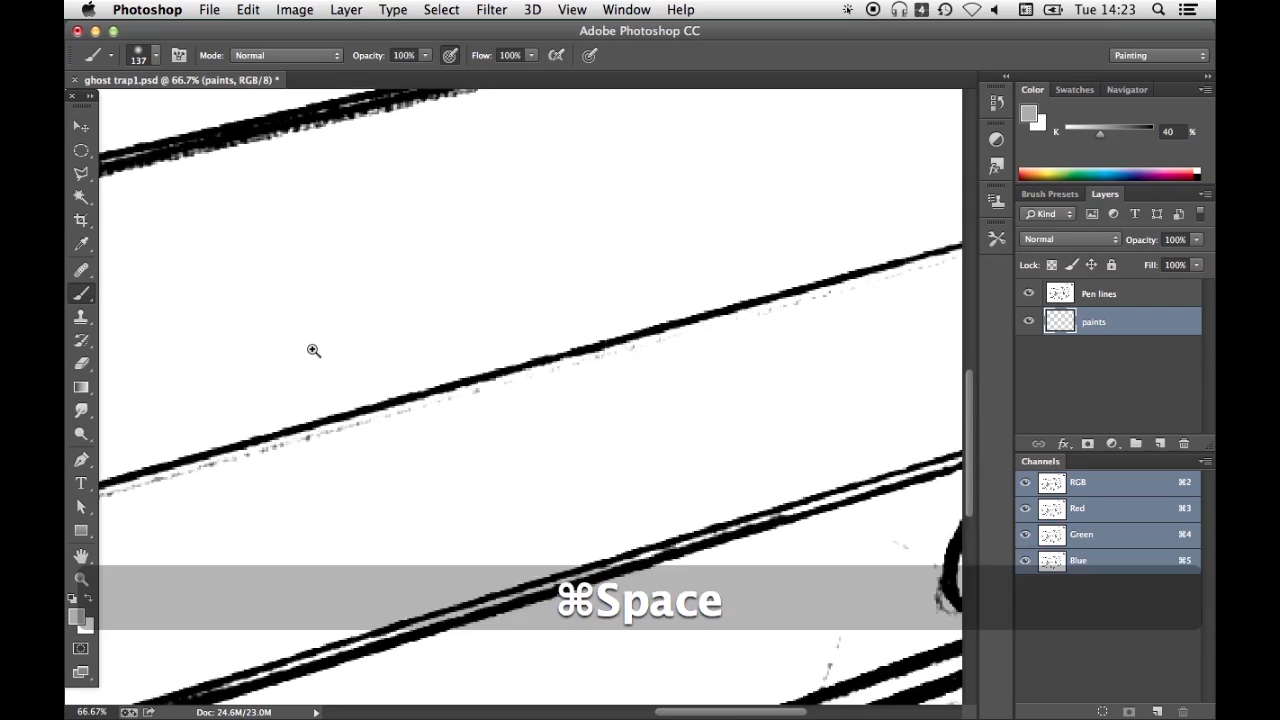 Photoshop File Edit Image Layer Type Select Filter 3D View Window Help 4 Tue 14:23
Adobe Photoshop CC
137 Mode: Normal Opacity: 100% Flow: 100% Painting
ghost trap1.psd @ 66.7% (paints, RGB/8) *
Color Swatches Navigator
K 40 %
Brush Presets Layers
Kind
Normal Opacity: 100%
Lock: Fill: 100%
Pen lines
paints
Channels
RGB ⌘2
Red ⌘3
Green ⌘4
Blue ⌘5
⌘Space
66.67% Doc: 24.6M/23.0M